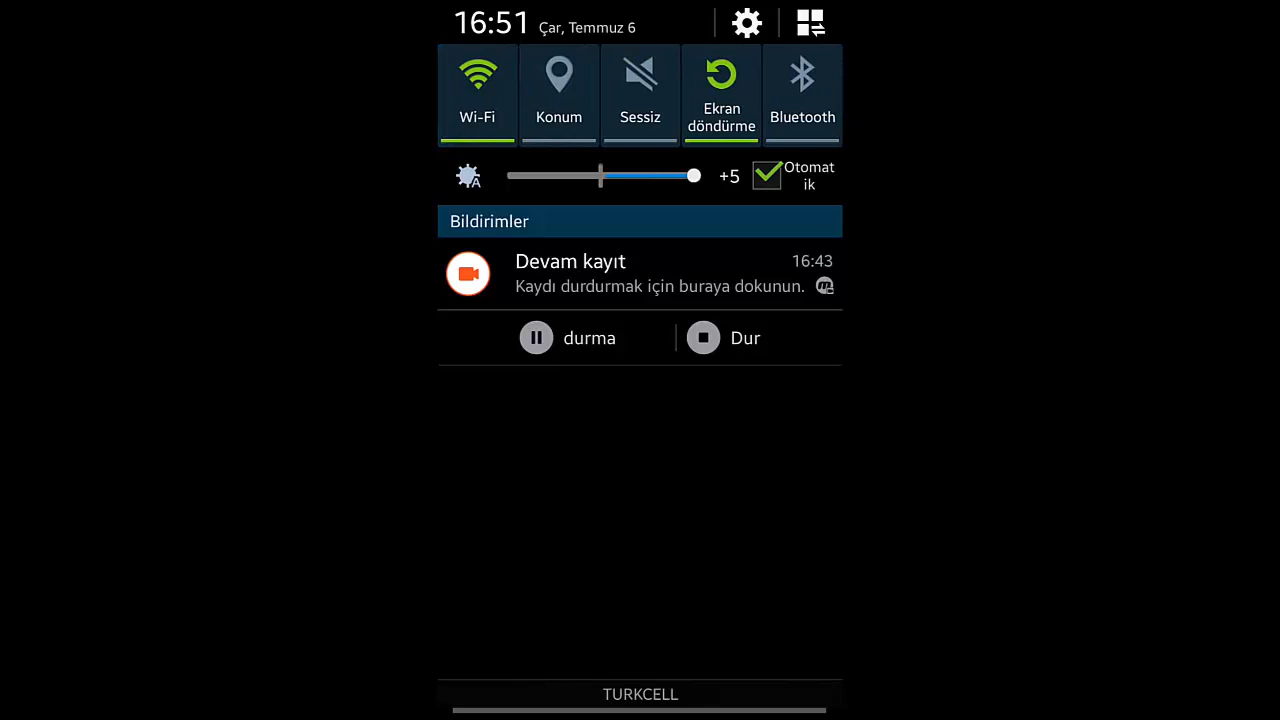 16:51 Çar, Temmuz 6
Wi-Fi
Konum
Sessiz
Ekran
döndürme
Bluetooth
A
+5
Otomat
ik
Bildirimler
Devam kayıt 16:43
Kaydı durdurmak için buraya dokunun.
durma
Dur
TURKCELL